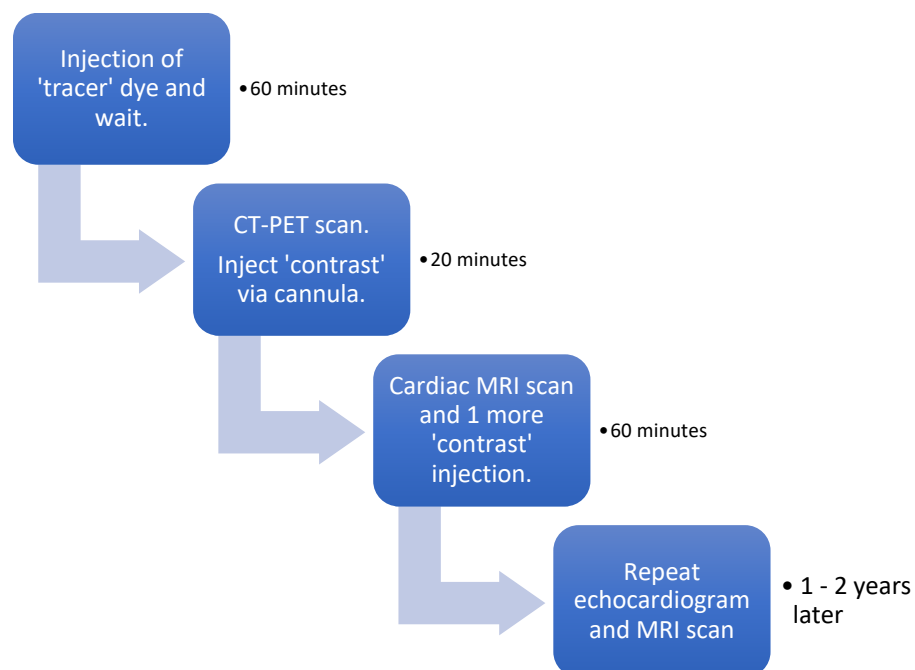 Injection of
'tracer' dye and
wait.
• 60 minutes
CT-PET scan.
Inject 'contrast'
via cannula.
• 20 minutes
Cardiac MRI scan
and 1 more
'contrast'
injection.
• 60 minutes
Repeat
echocardiogram
and MRI scan
• 1 - 2 years
later